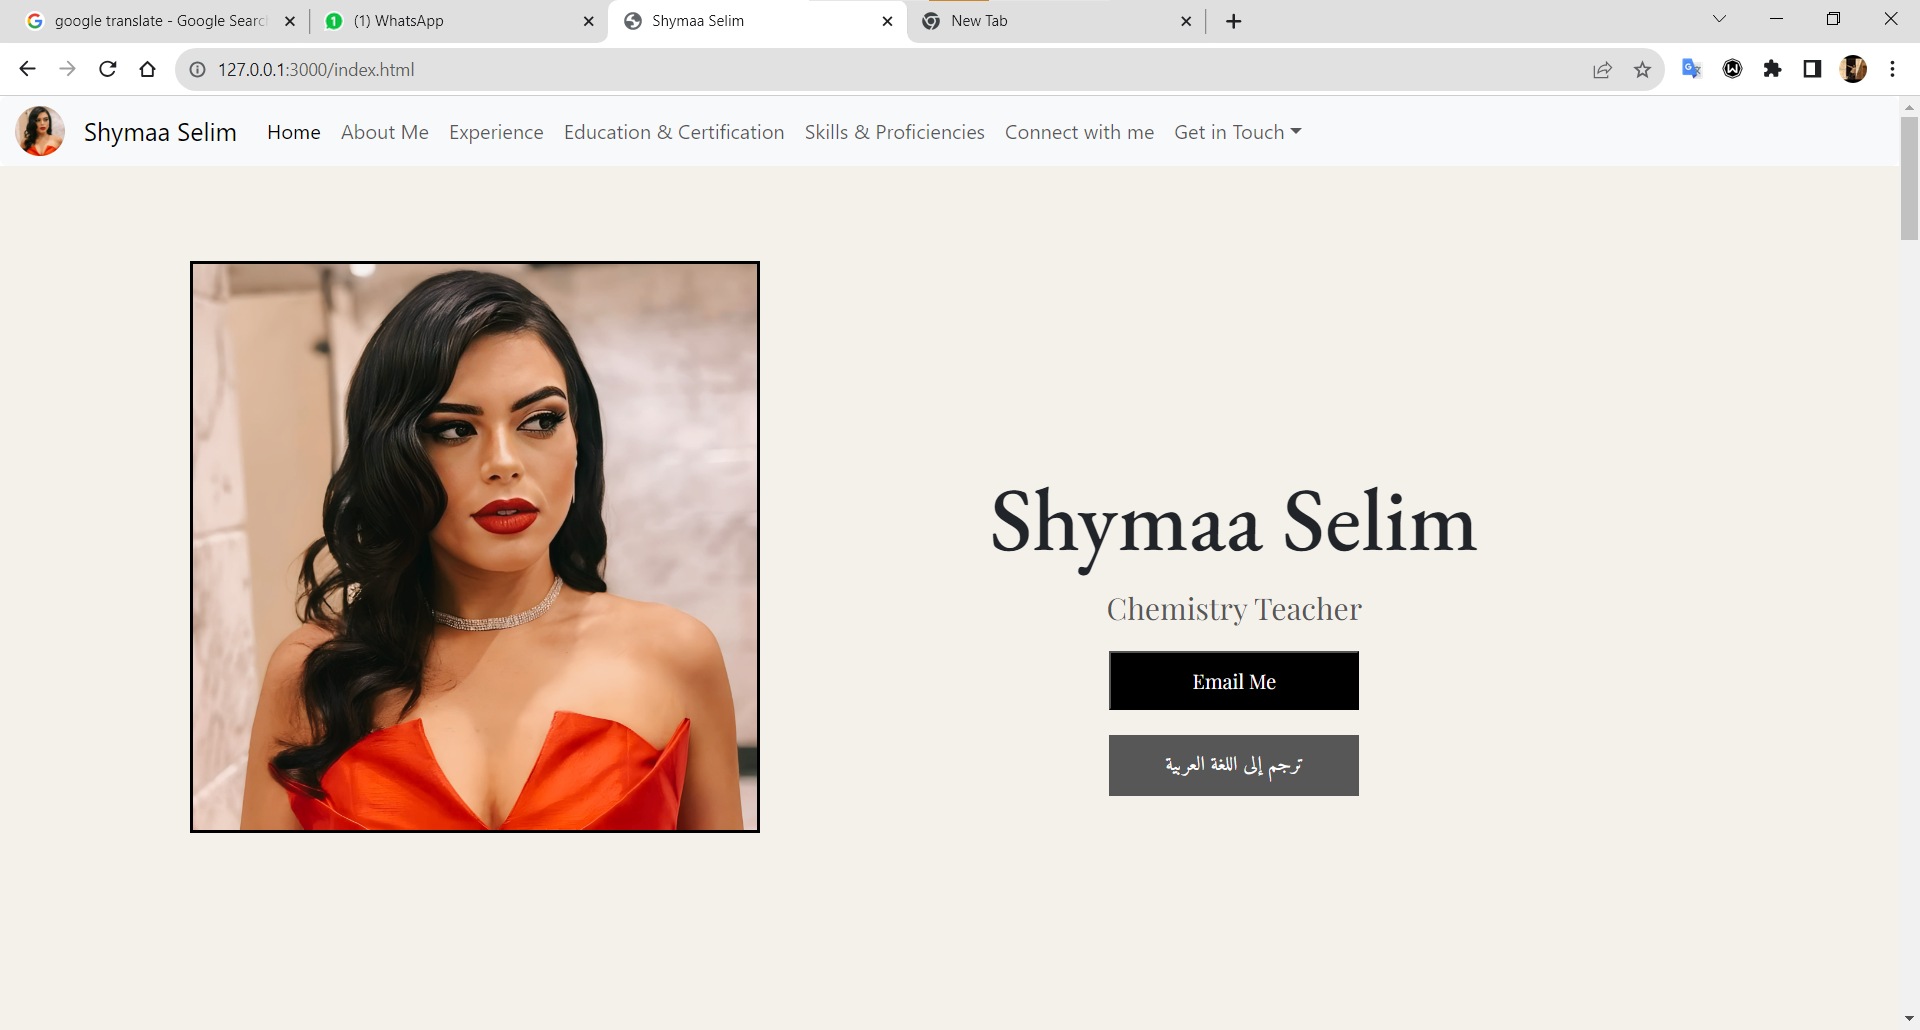 google translate - Google Search
(1) WhatsApp
Shymaa Selim
New Tab
127.0.0.1:3000/index.html
Shymaa Selim
Home
About Me
Experience
Education & Certification
Skills & Proficiencies
Connect with me
Get in Touch
Shymaa Selim
Chemistry Teacher
Email Me
ترجم إلى اللغة العربية